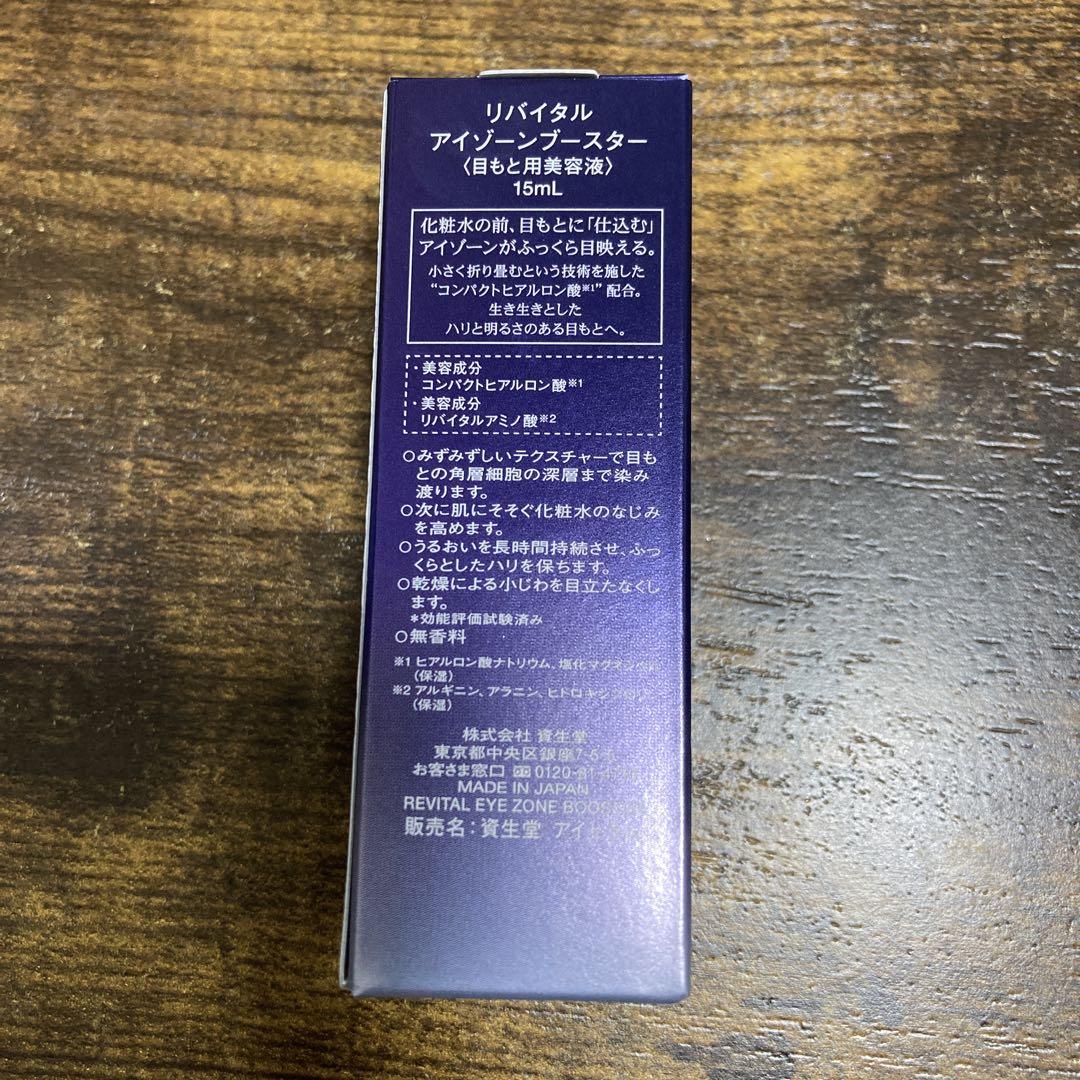 リバイタル
アイゾーンブースター
〈目もと用美容液〉
15mL
化粧水の前、目もとに「仕込む」
アイゾーンがふっくら目映える。
小さく折り畳むという技術を施した
“コンパクトヒアルロン酸※1”配合。
生き生きとした
ハリと明るさのある目もとへ。
・美容成分
コンパクトヒアルロン酸※1
・美容成分
リバイタルアミノ酸※2
○みずみずしいテクスチャーで目も
との角層細胞の深層まで染み
渡ります。
○次に肌にそそぐ化粧水のなじみ
を高めます。
○うるおいを長時間持続させ、ふっ
くらとしたハリを保ちます。
○乾燥による小じわを目立たなくし
ます。
*効能評価試験済み
○無香料
※1 ヒアルロン酸ナトリウム、塩化マグネシウム
(保湿)
※2 アルギニン、アラニン、
(保湿)
株式会社 資生堂
東京都中央区銀座7-5-5
お客さま窓口 0120-81-
MADE IN JAPAN
REVITAL EYE ZONE
販売名:資生堂